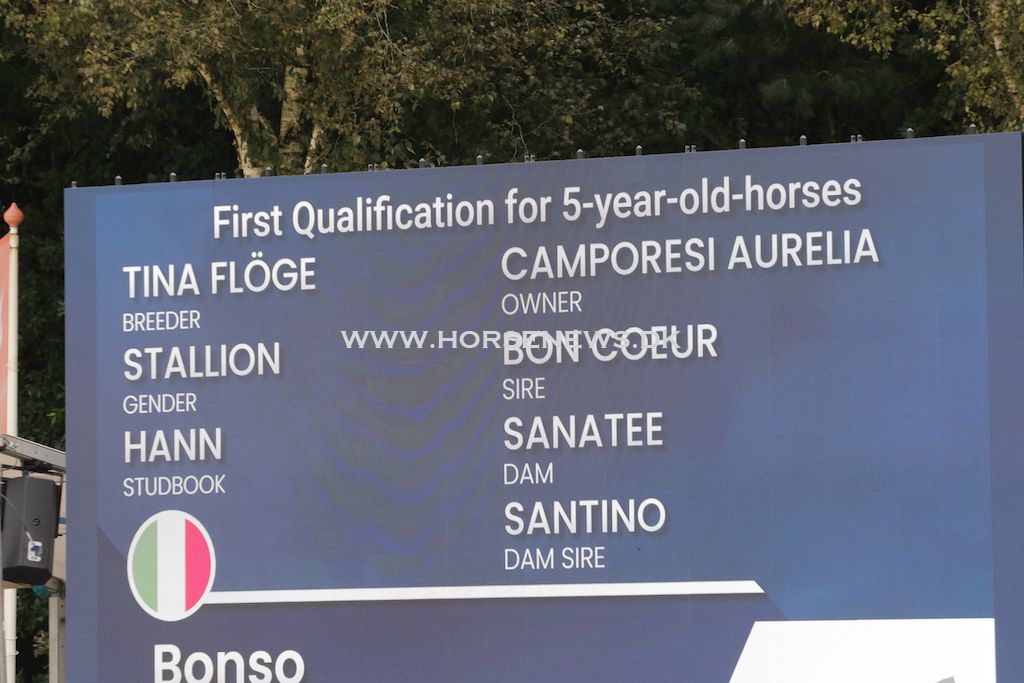 First Qualification for 5-year-old-horses
TINA FLÖGE
BREEDER
STALLION
GENDER
HANN
STUDBOOK
CAMPORESI AURELIA
OWNER
WWW.HORSENEWS.DK
BON COEUR
SIRE
SANATEE
DAM
SANTINO
DAM SIRE
Bonso